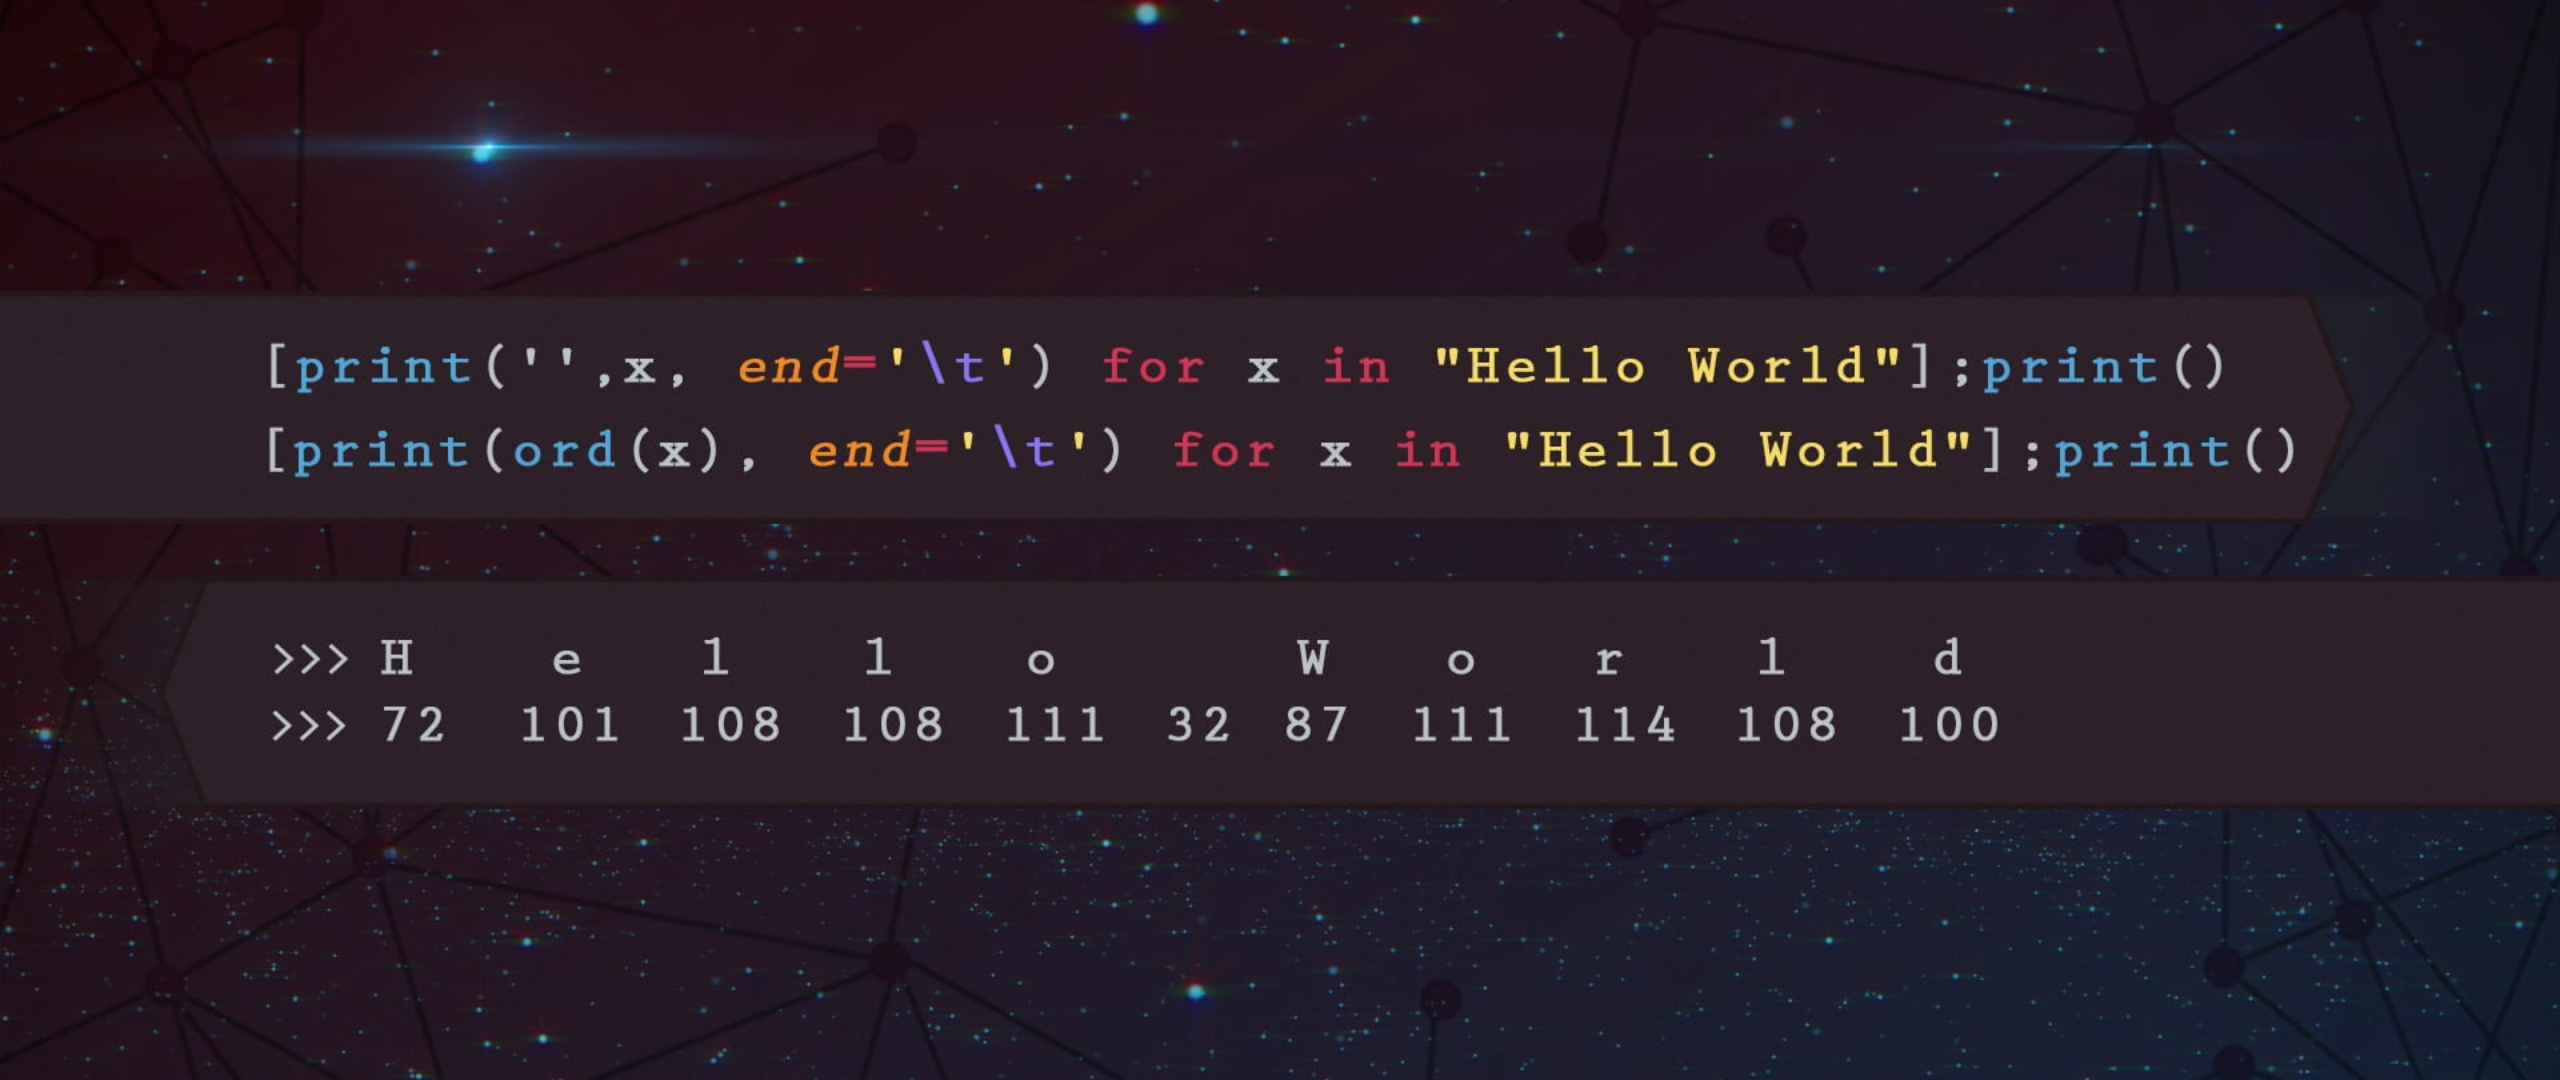 [print('',x, end='\t') for x in "Hello World"];print()
[print(ord(x), end='\t') for x in "Hello World"];print()
>>> H e l l o W o r l d
>>> 72 101 108 108 111 32 87 111 114 108 100